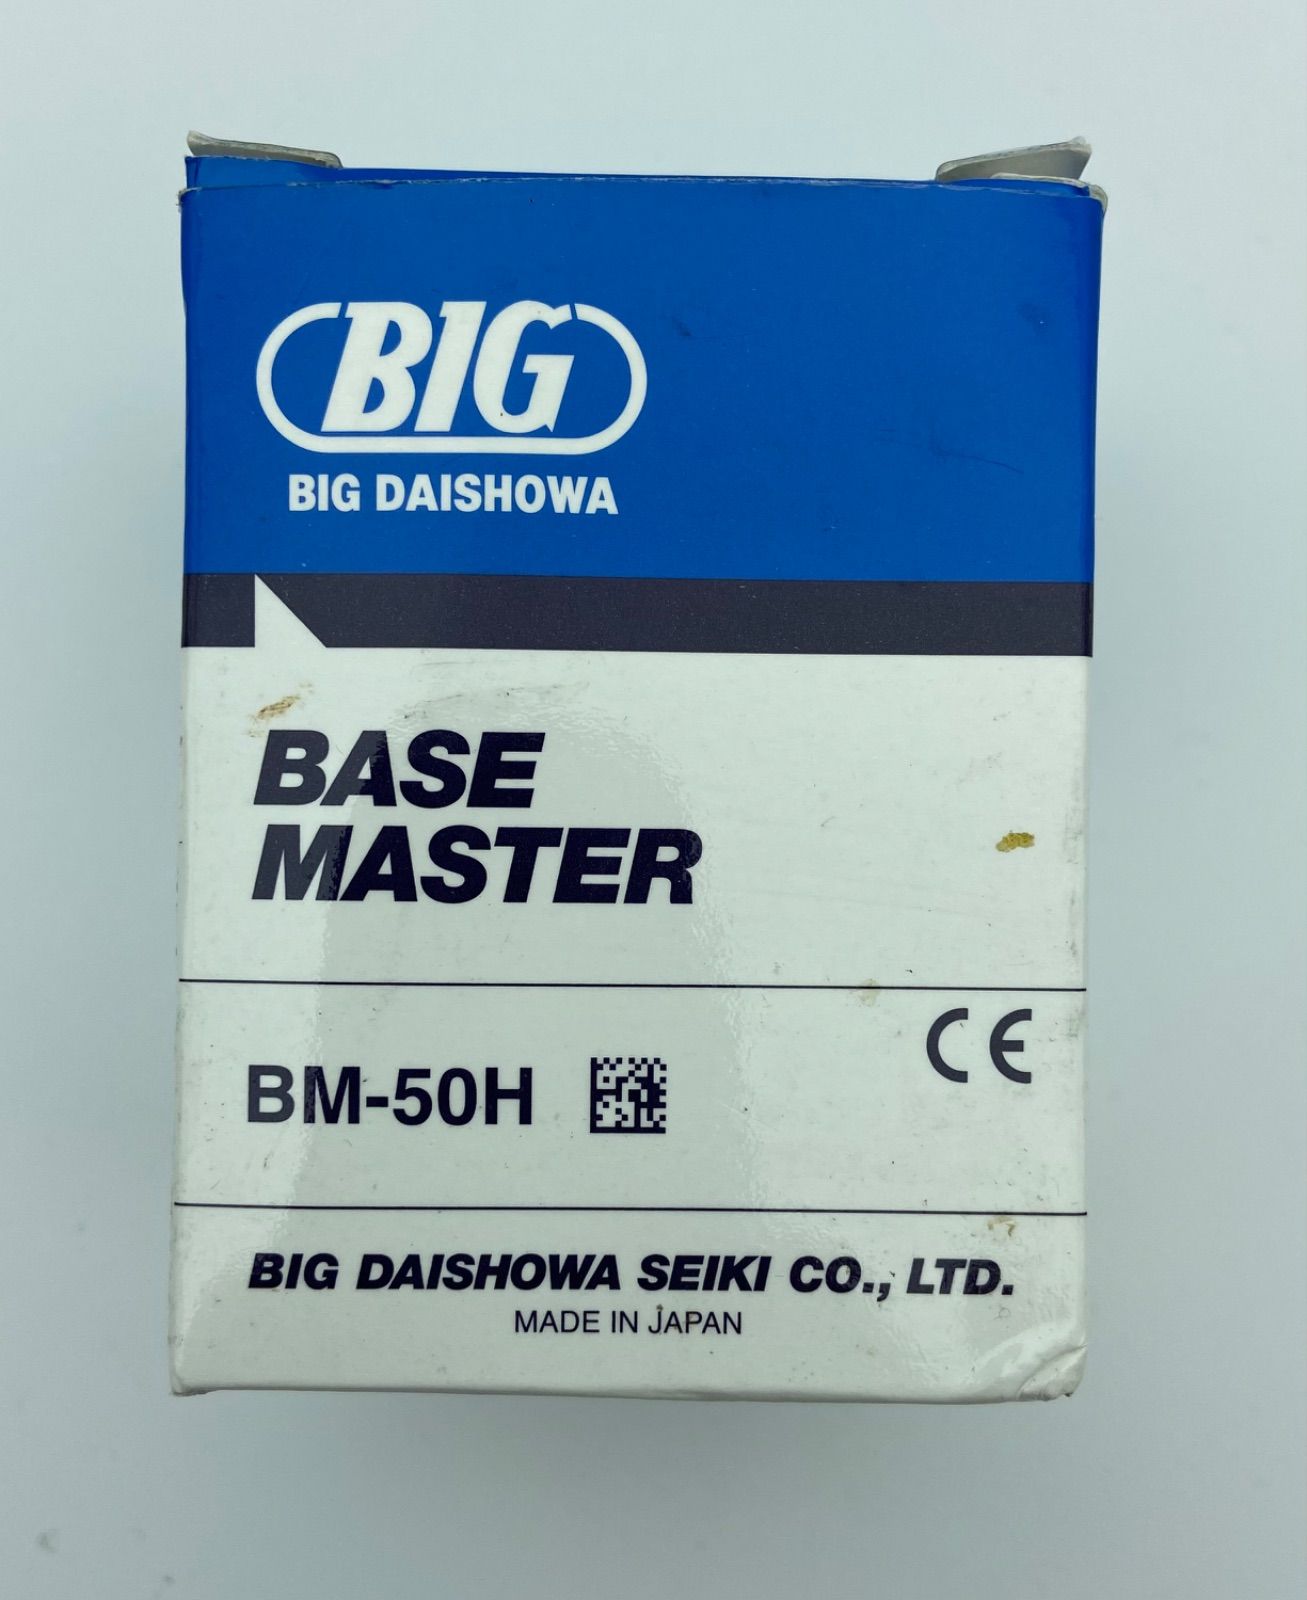 BIG
BIG DAISHOWA
BASE
MASTER
CE
BM-50H
BIG DAISHOWA SEIKI CO., LTD.
MADE IN JAPAN